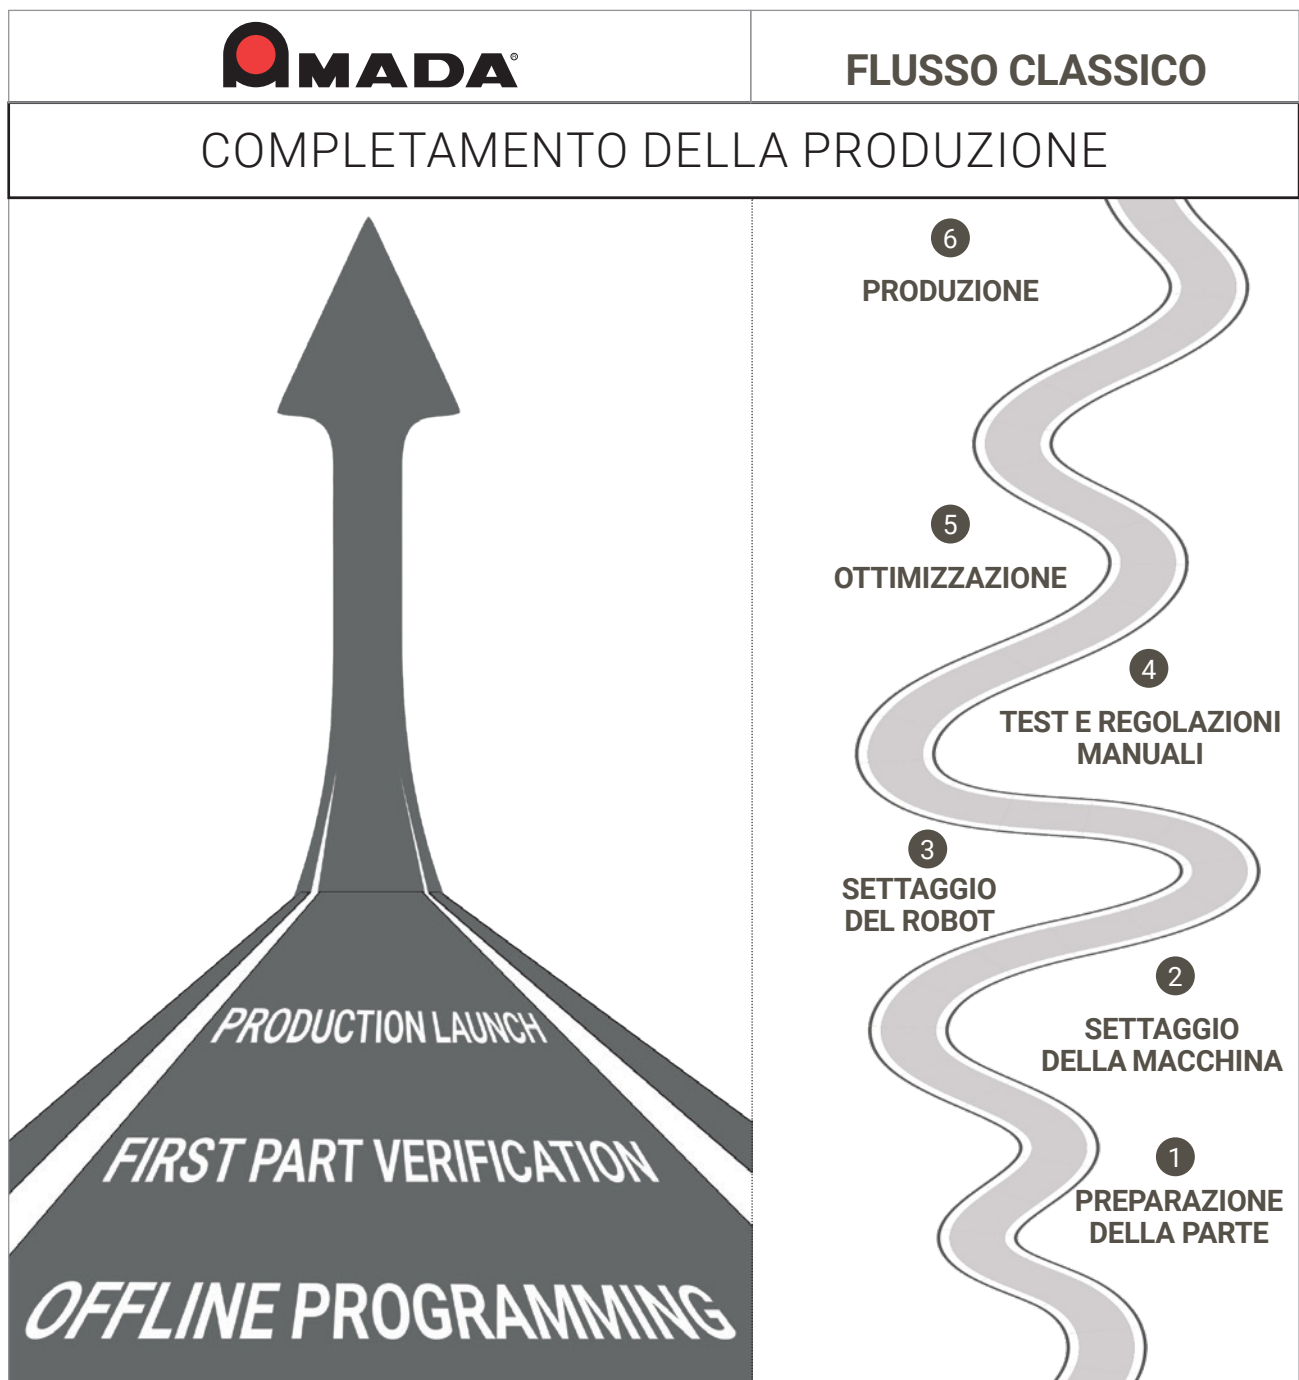 AMADA®
FLUSSO CLASSICO
COMPLETAMENTO DELLA PRODUZIONE
PRODUCTION LAUNCH
FIRST PART VERIFICATION
OFFLINE PROGRAMMING
6
PRODUZIONE
5
OTTIMIZZAZIONE
4
TEST E REGOLAZIONI
MANUALI
3
SETTAGGIO
DEL ROBOT
2
SETTAGGIO
DELLA MACCHINA
1
PREPARAZIONE
DELLA PARTE